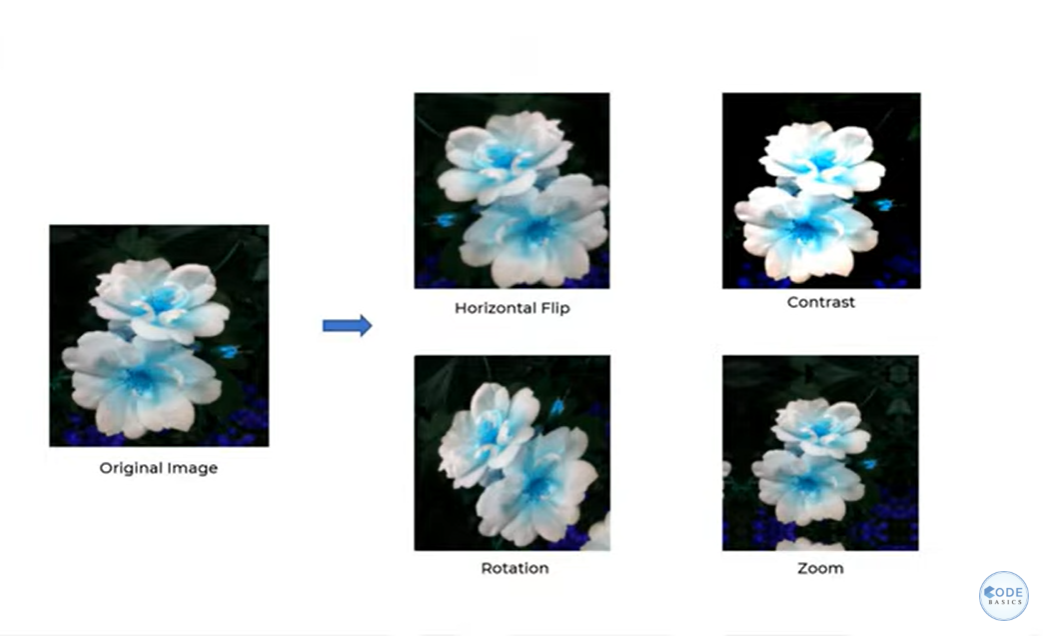 Horizontal Flip
Contrast
Original Image
Rotation
Zoom
CODE
BASICS